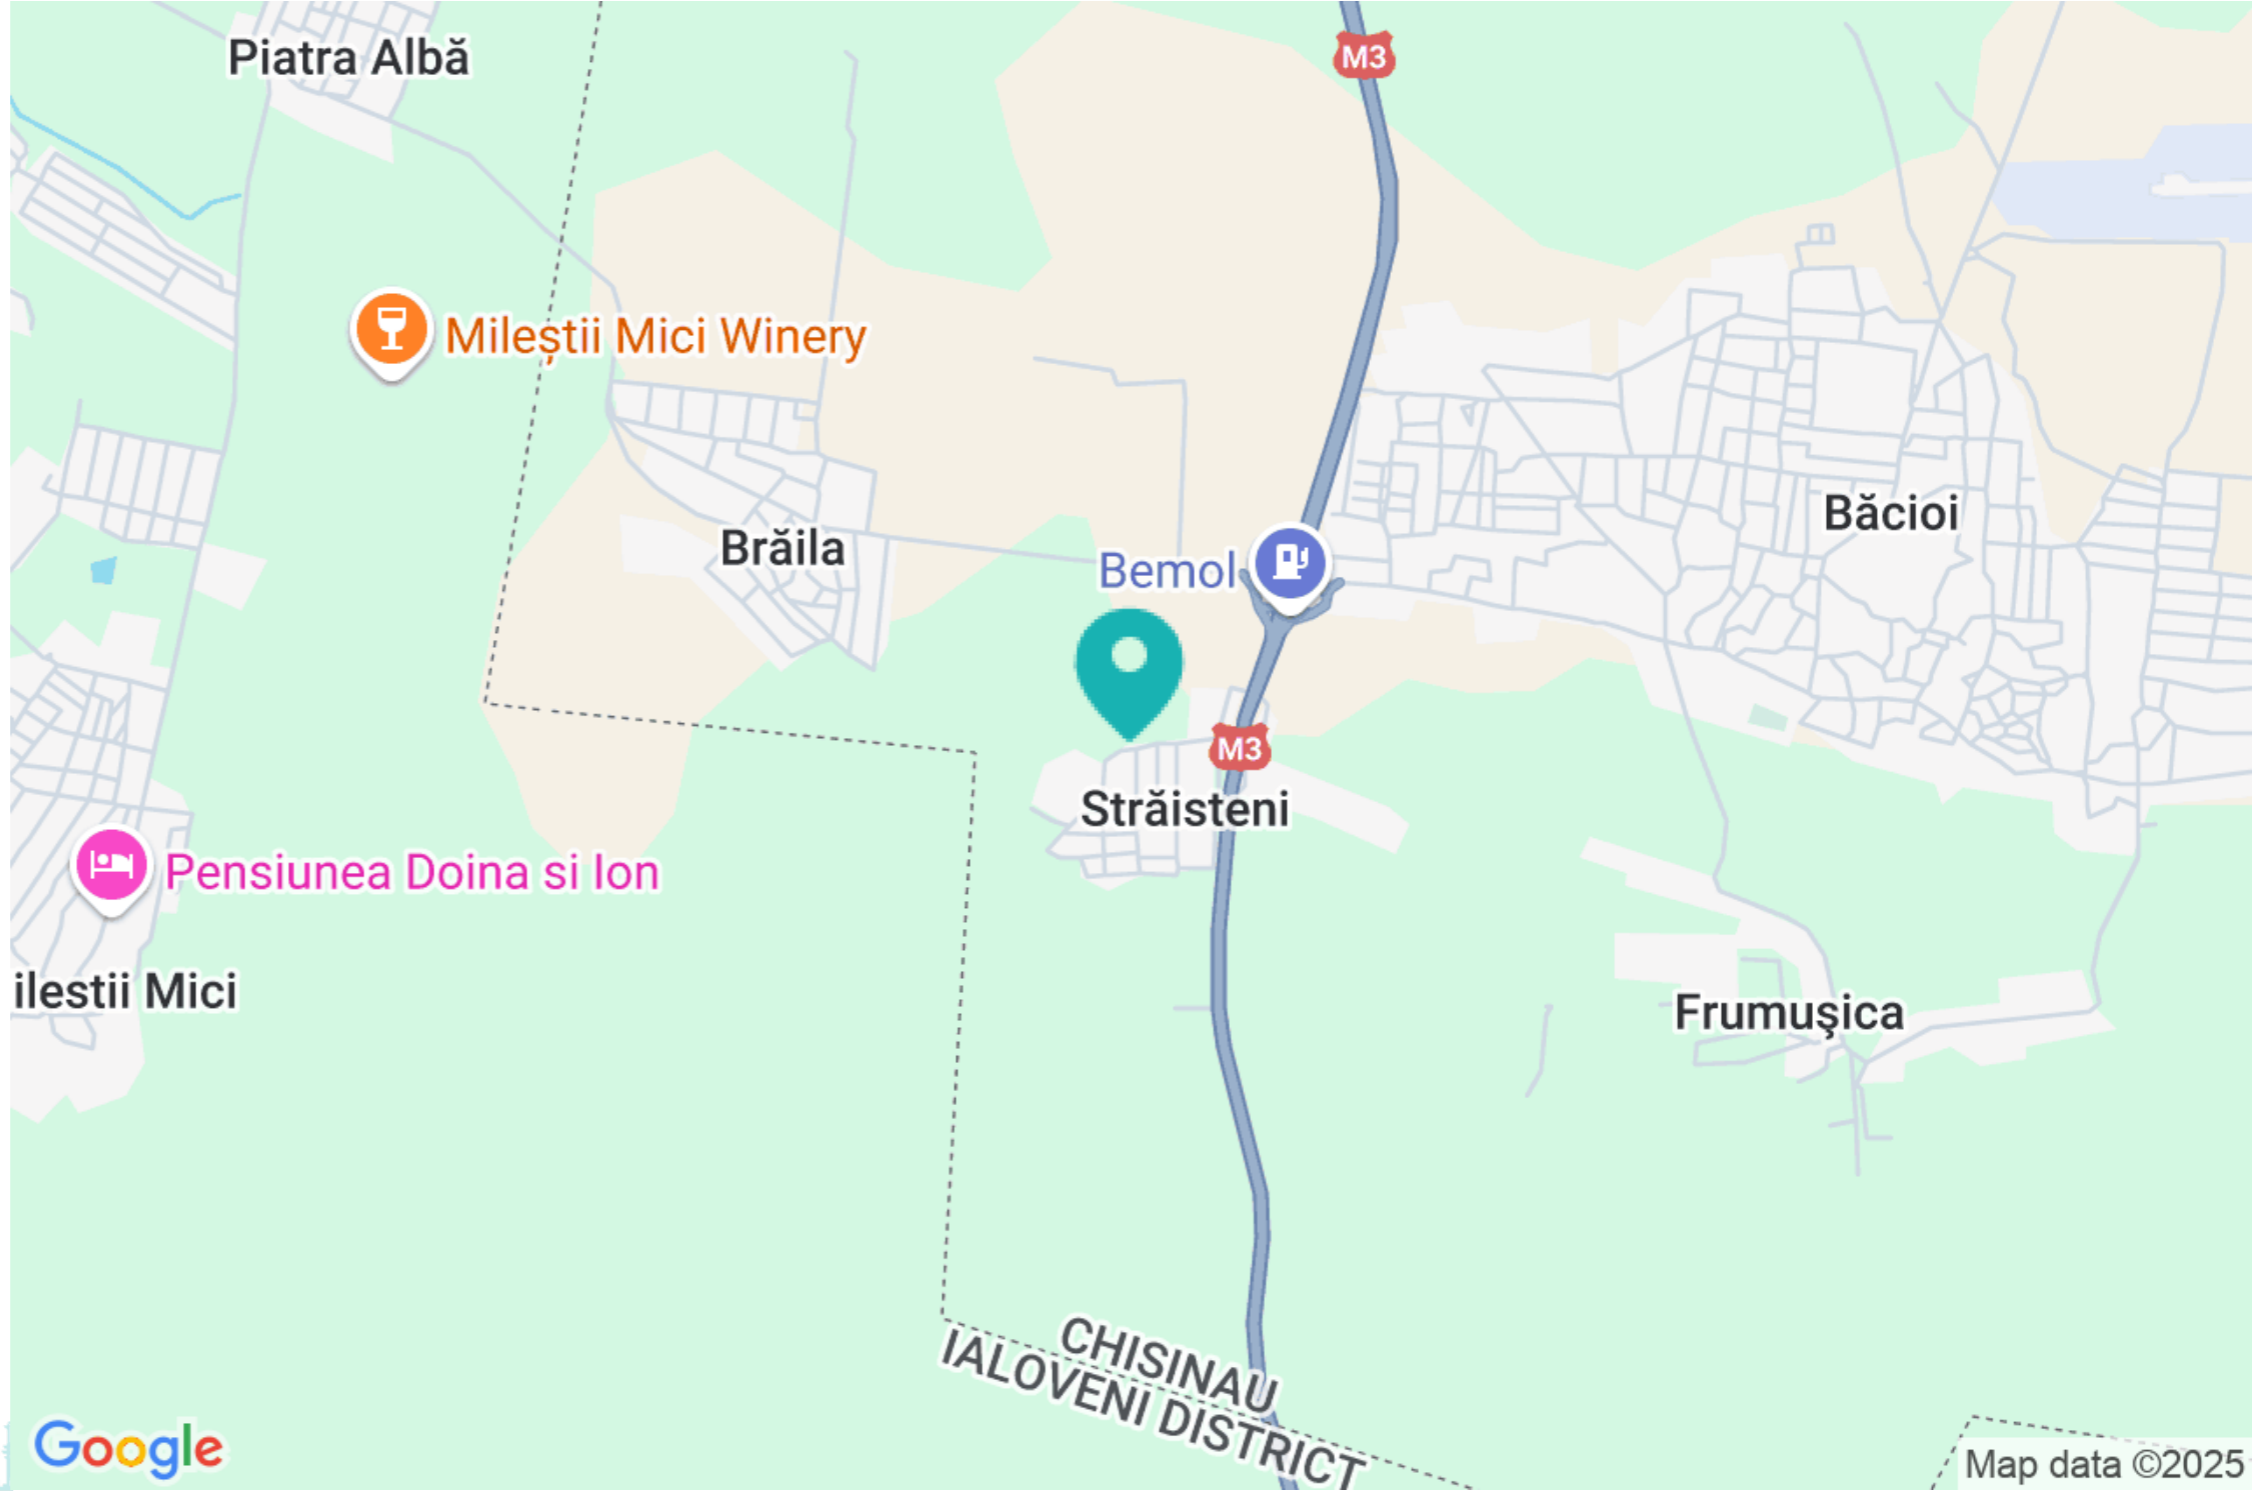 Piatra Albă
M3
Mileștii Mici Winery
Băcioi
Brăila
Bemol
M3
Străisteni
Pensiunea Doina si Ion
ilestii Mici
Frumuşica
CHISINAU
IALOVENI DISTRICT
Google
Map data ©2025